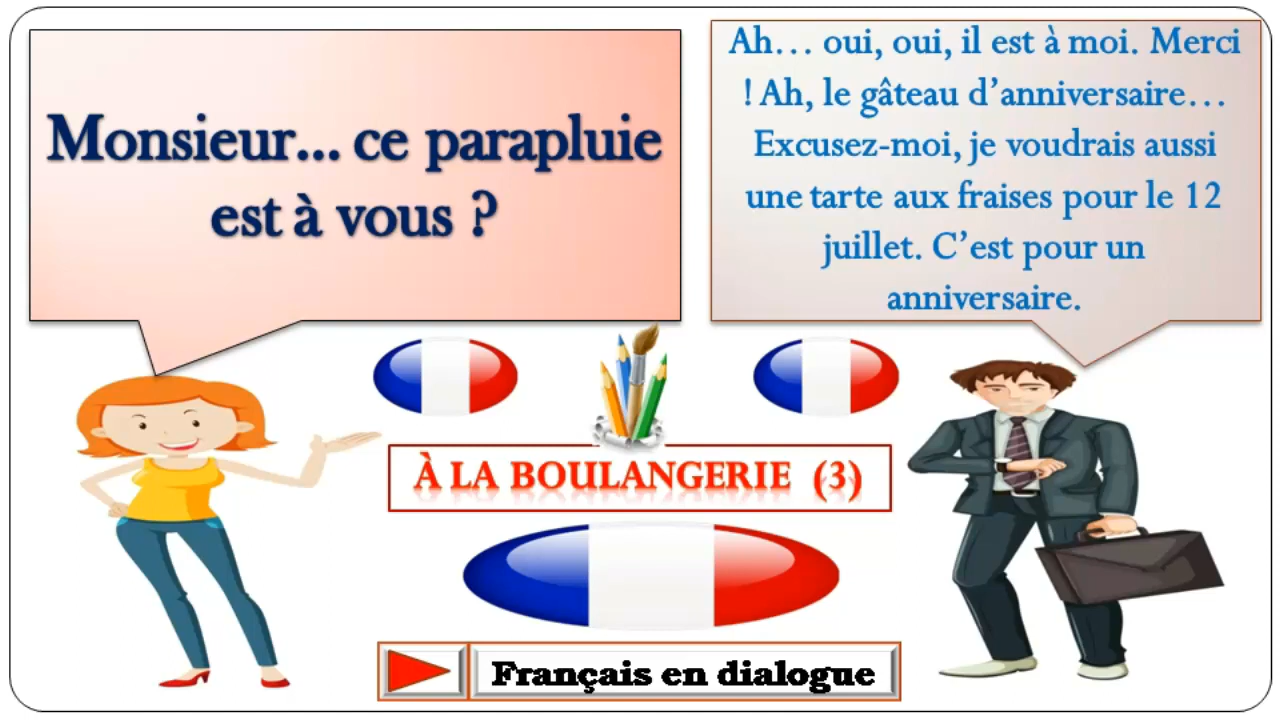 Monsieur... ce parapluie
est à vous ?
Ah... oui, oui, il est à moi. Merci
! Ah, le gâteau d’anniversaire...
Excusez-moi, je voudrais aussi
une tarte aux fraises pour le 12
juillet. C’est pour un
anniversaire.
À LA BOULANGERIE (3)
Français en dialogue